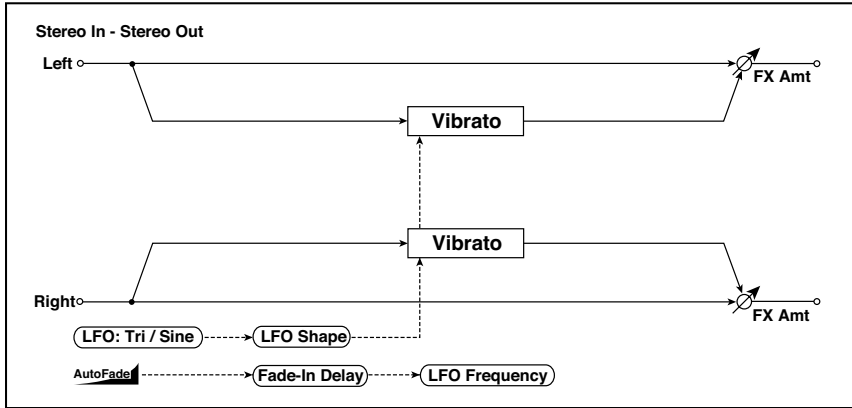 Stereo In - Stereo Out
Left
FX Amt
Vibrato
Vibrato
Right
FX Amt
LFO: Tri / Sine
LFO Shape
AutoFade
Fade-In Delay
LFO Frequency